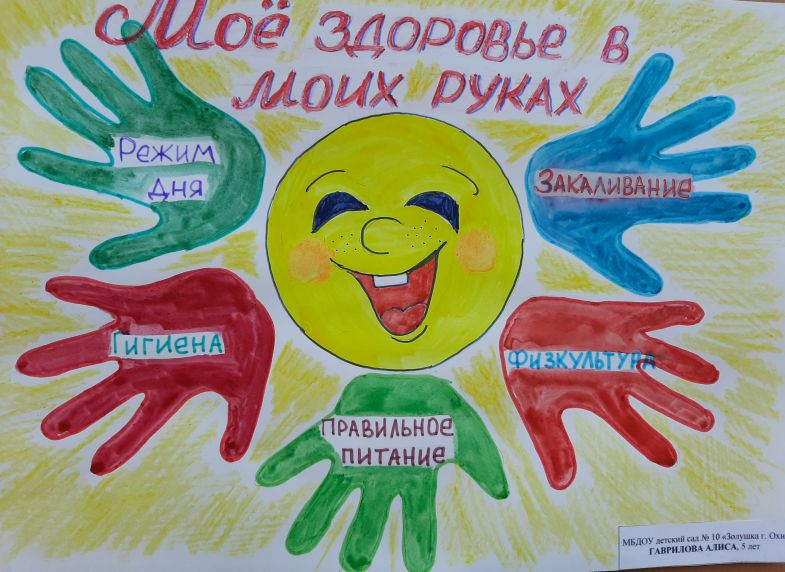 Моё здоровье в
моих руках
Режим
дня
Закаливание
Гигиена
Физкультура
Правильное
питание
МБДОУ детский сад № 10 «Золушка г. Охи
ГАВРИЛОВА АЛИСА, 5 лет